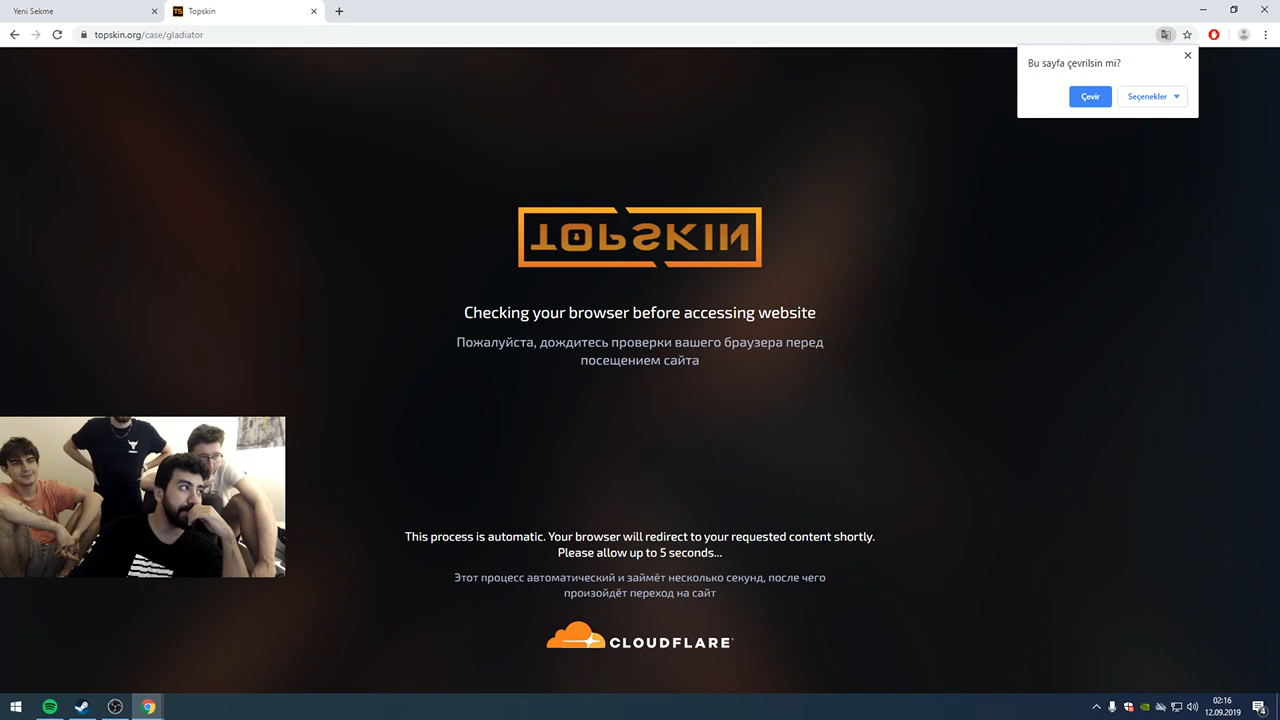 Yeni Sekme
Topskin
topskin.org/case/gladiator
Bu sayfa çevrilsin mi?
Çevir
Seçenekler
TOPSKIN
Checking your browser before accessing website
Пожалуйста, дождитесь проверки вашего браузера перед
посещением сайта
This process is automatic. Your browser will redirect to your requested content shortly.
Please allow up to 5 seconds...
Этот процесс автоматический и займёт несколько секунд, после чего
произойдёт переход на сайт
CLOUDFLARE
02:16
12.09.2019
4